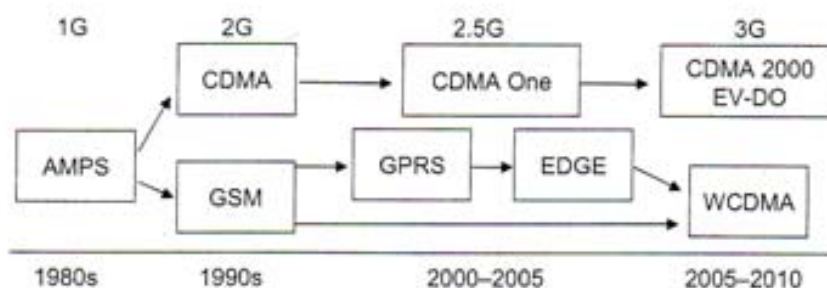 1G 2G 2.5G 3G
CDMA CDMA One CDMA 2000
EV-DO
AMPS GPRS EDGE
GSM WCDMA
1980s 1990s 2000–2005 2005–2010